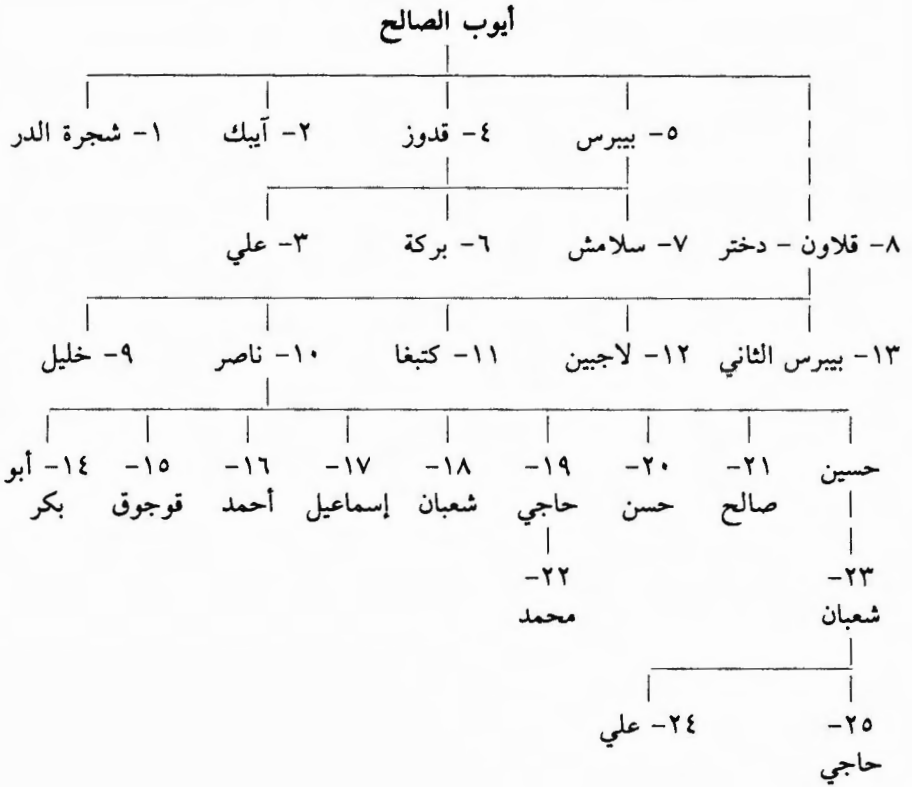 أيوب الصالح
٥- بيبرس ٤- قدوز ٢- آيبك ١- شجرة الدر
٨- قلاون - دختر ٧- سلامش ٦- بركة ٣- علي
١٣- بيبرس الثاني ١٢- لاجبين ١١- كتبغا ١٠- ناصر ٩- خليل
حسين ٢١- ٢٠- ١٩- ١٨- ١٧- ١٦- ١٥- ١٤- أبو
صالح حسن حاجي شعبان إسماعيل أحمد قوجوق بكر
٢٣- ٢٢-
شعبان محمد
٢٥- ٢٤- علي
حاجي